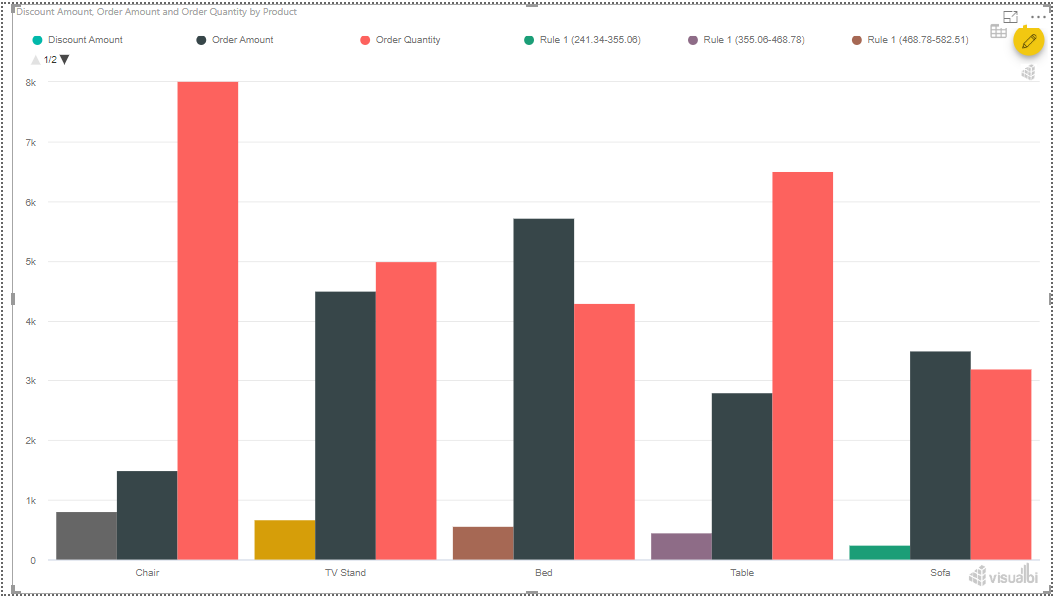 Discount Amount, Order Amount and Order Quantity by Product
Discount Amount Order Amount Order Quantity Rule 1 (241.34-355.06) Rule 1 (355.06-468.78) Rule 1 (468.78-582.51)
1/2
8k
7k
6k
5k
4k
3k
2k
1k
0
Chair TV Stand Bed Table Sofa
visualbi